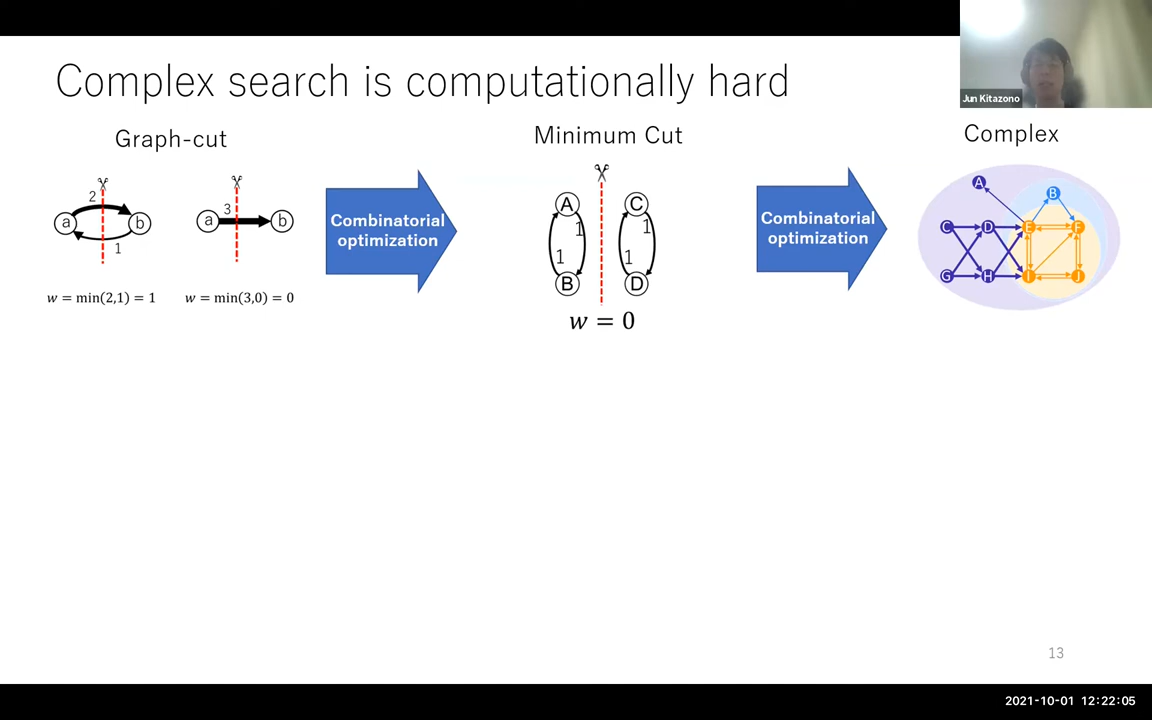 Complex search is computationally hard
Jun Kitazono
Graph-cut
2
a
b
1
w = min(2,1) = 1
3
a
b
w = min(3,0) = 0
Combinatorial
optimization
Minimum Cut
A
C
1
1
1
1
B
D
w = 0
Combinatorial
optimization
Complex
A
B
C
D
E
F
G
H
I
J
13
2021-10-01 12:22:05